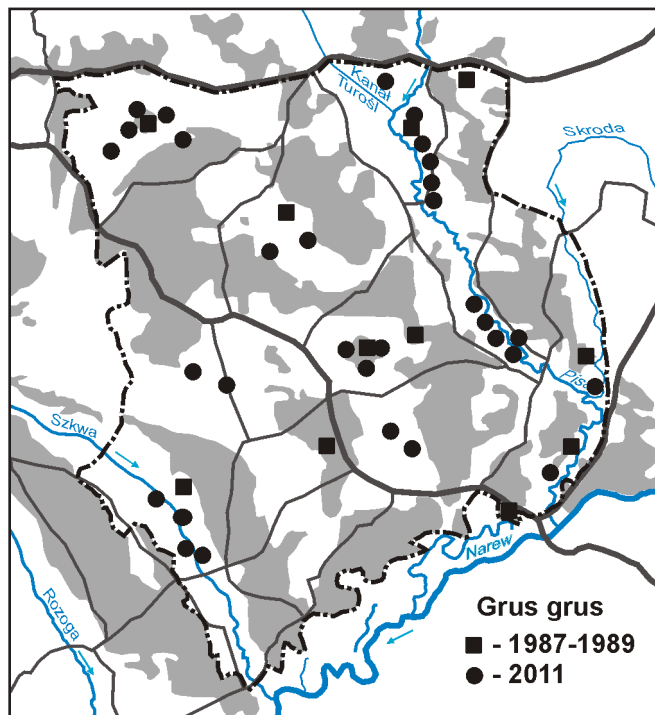 Kanał
Turośl
Skroda
Pisa
Szkwa
Rozoga
Narew
Grus grus
- 1987-1989
- 2011